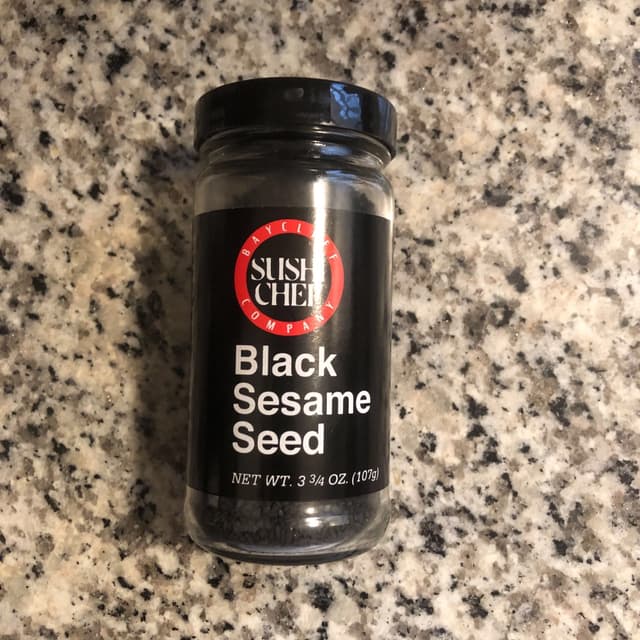 BAYCLIFF
SUSHI
CHEF
COMPANY
Black
Sesame
Seed
NET WT. 3 3/4 OZ. (107g)